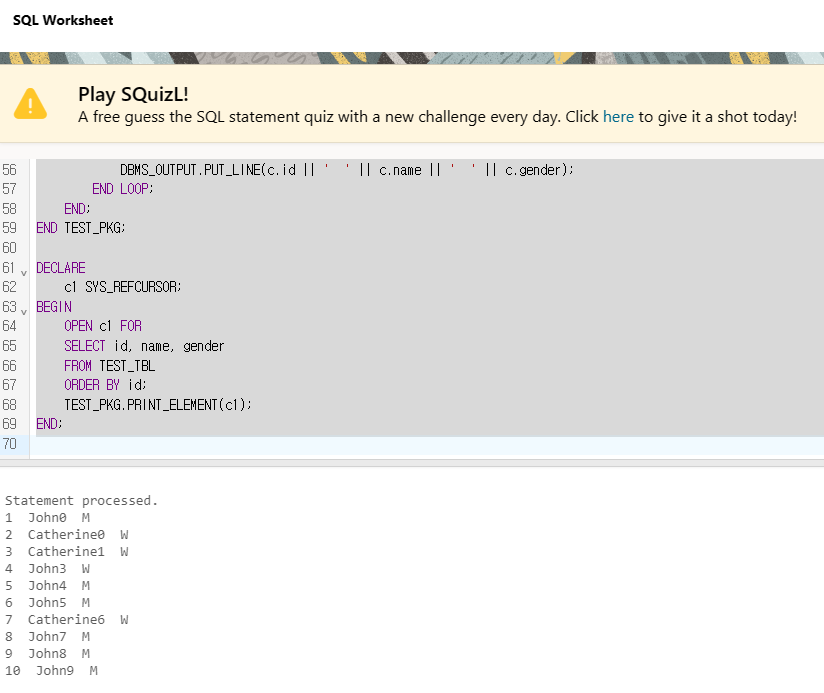 SQL Worksheet
Play SQuizL!
A free guess the SQL statement quiz with a new challenge every day. Click here to give it a shot today!
56 DBMS_OUTPUT.PUT_LINE(c.id || '  ' || c.name || '  ' || c.gender);
57 END LOOP;
58 END;
59 END TEST_PKG;
60
61 DECLARE
62 c1 SYS_REFCURSOR;
63 BEGIN
64 OPEN c1 FOR
65 SELECT id, name, gender
66 FROM TEST_TBL
67 ORDER BY id;
68 TEST_PKG.PRINT_ELEMENT(c1);
69 END;
70
Statement processed.
1  John0  M
2  Catherine0  W
3  Catherine1  W
4  John3  W
5  John4  M
6  John5  M
7  Catherine6  W
8  John7  M
9  John8  M
10  John9  M